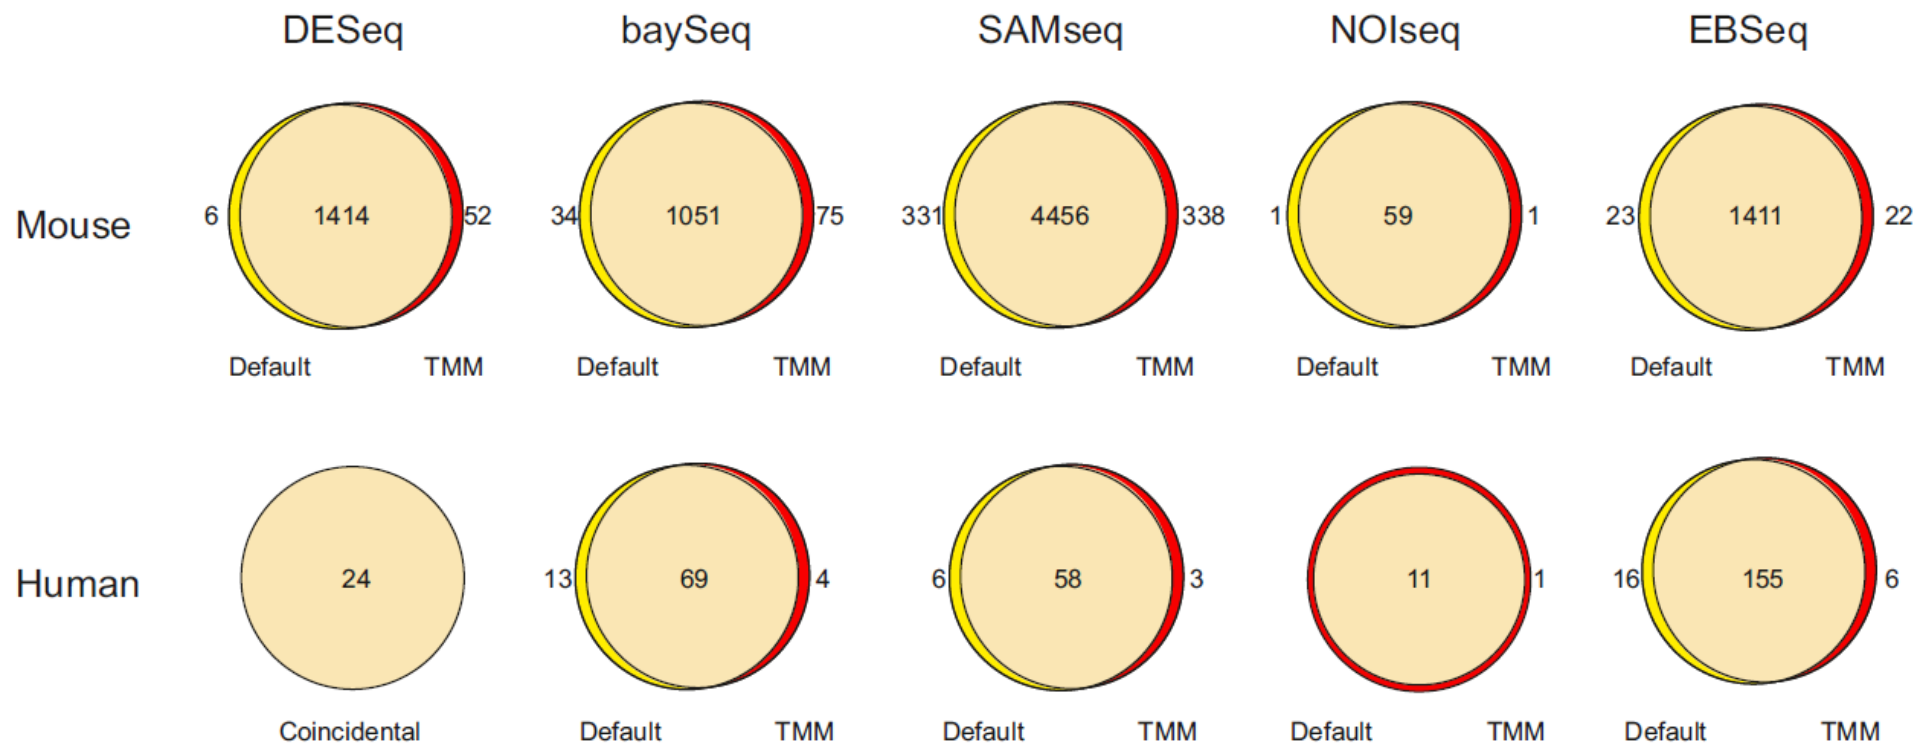 DESeq baySeq SAMseq NOIseq EBSeq
Mouse 6 1414 52 34 1051 75 331 4456 338 1 59 1 23 1411 22
Default TMM Default TMM Default TMM Default TMM Default TMM
Human 24 13 69 4 6 58 3 11 1 16 155 6
Coincidental Default TMM Default TMM Default TMM Default TMM